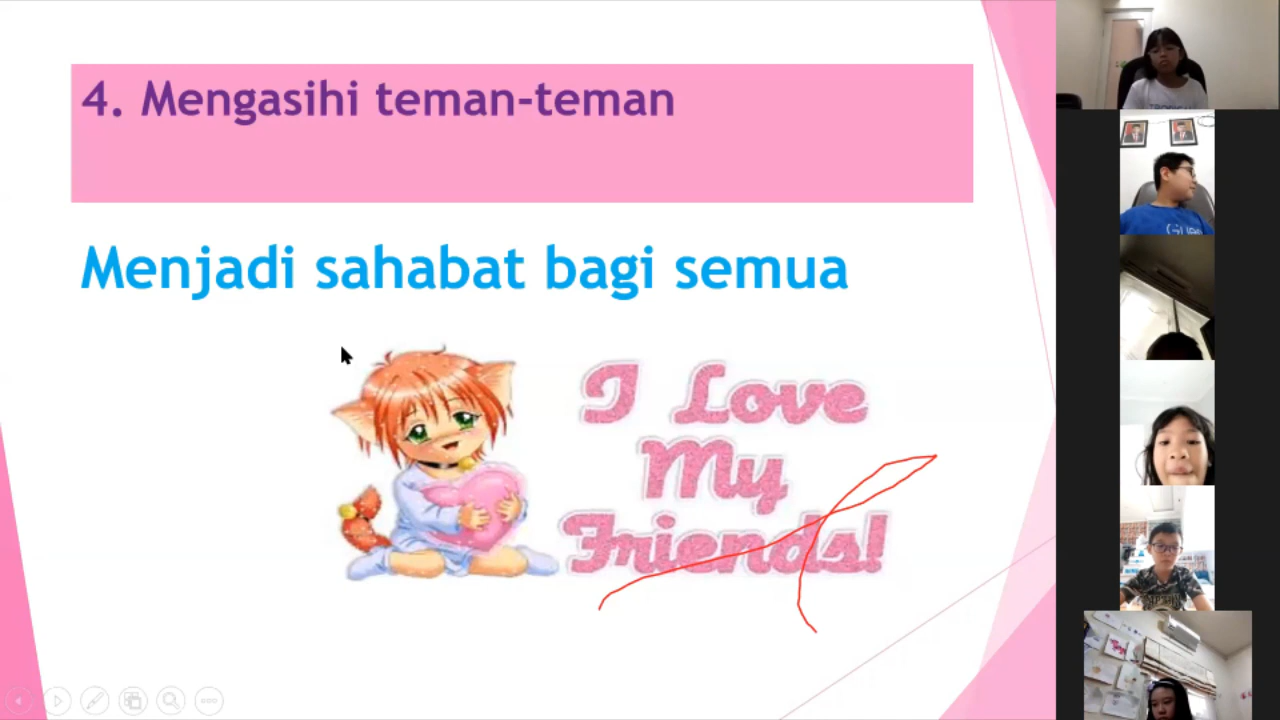 4. Mengasihi teman-teman
Menjadi sahabat bagi semua
I Love
My
Friends!